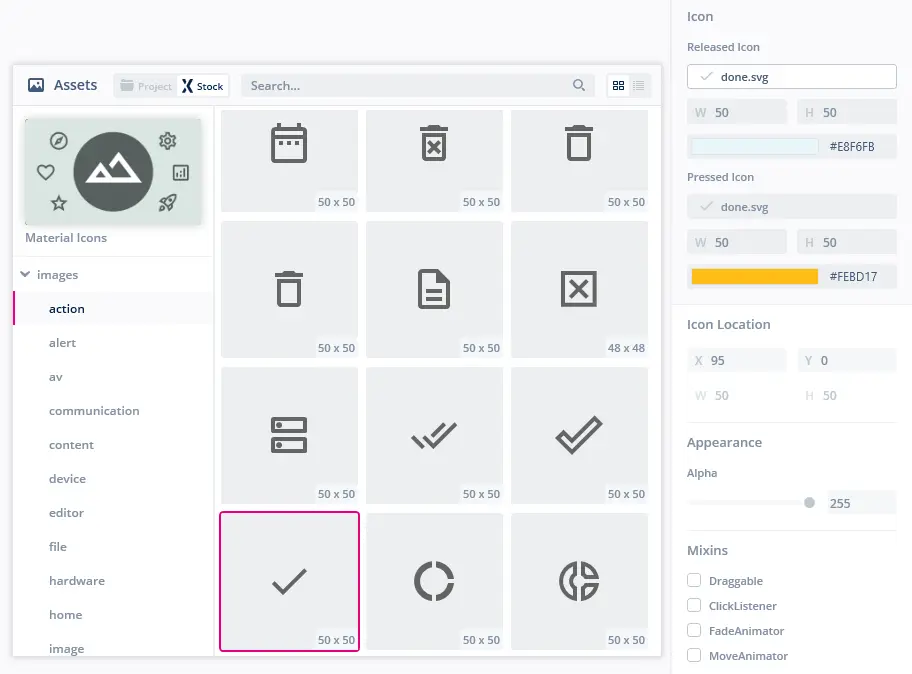 Assets
Project
Stock
Search...
Material Icons
images
action
alert
av
communication
content
device
editor
file
hardware
home
image
50 x 50
50 x 50
50 x 50
50 x 50
50 x 50
48 x 48
50 x 50
50 x 50
50 x 50
50 x 50
50 x 50
50 x 50
Icon
Released Icon
done.svg
W 50
H 50
#E8F6FB
Pressed Icon
done.svg
W 50
H 50
#FEBD17
Icon Location
X 95
Y 0
W 50
H 50
Appearance
Alpha
255
Mixins
Draggable
ClickListener
FadeAnimator
MoveAnimator